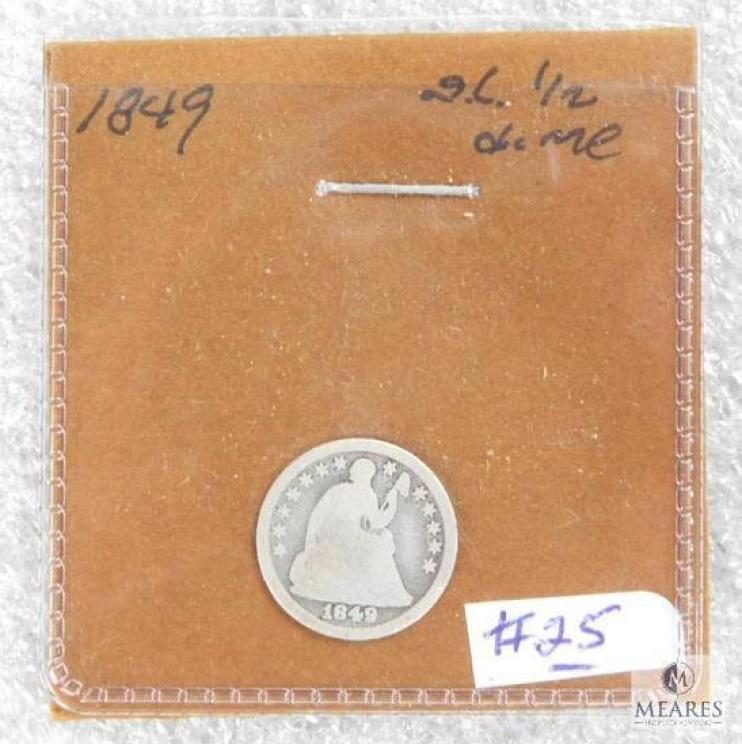 1849
S.L. 1/2
dime
1849
#25
M
MEARES